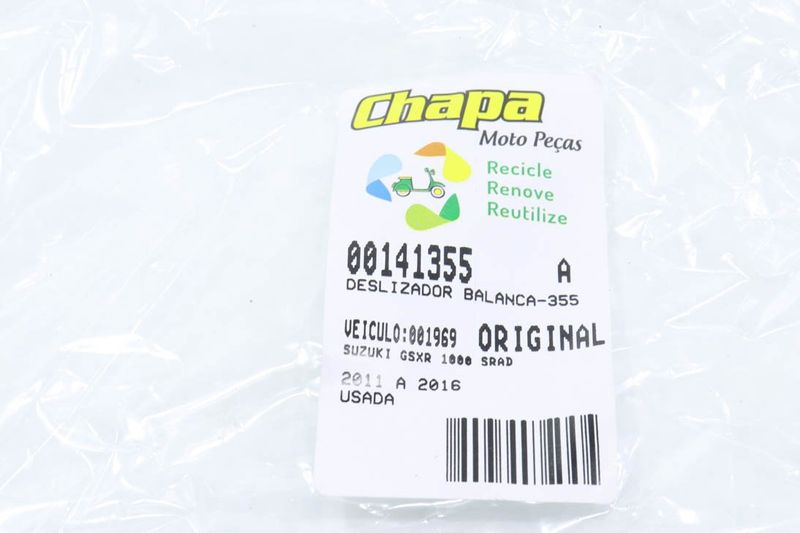 Chapa
Moto Peças
Recicle
Renove
Reutilize
00141355 A
DESLIZADOR BALANCA-355
VEICULO:001969 ORIGINAL
SUZUKI GSXR 1000 SRAD
2011 A 2016
USADA